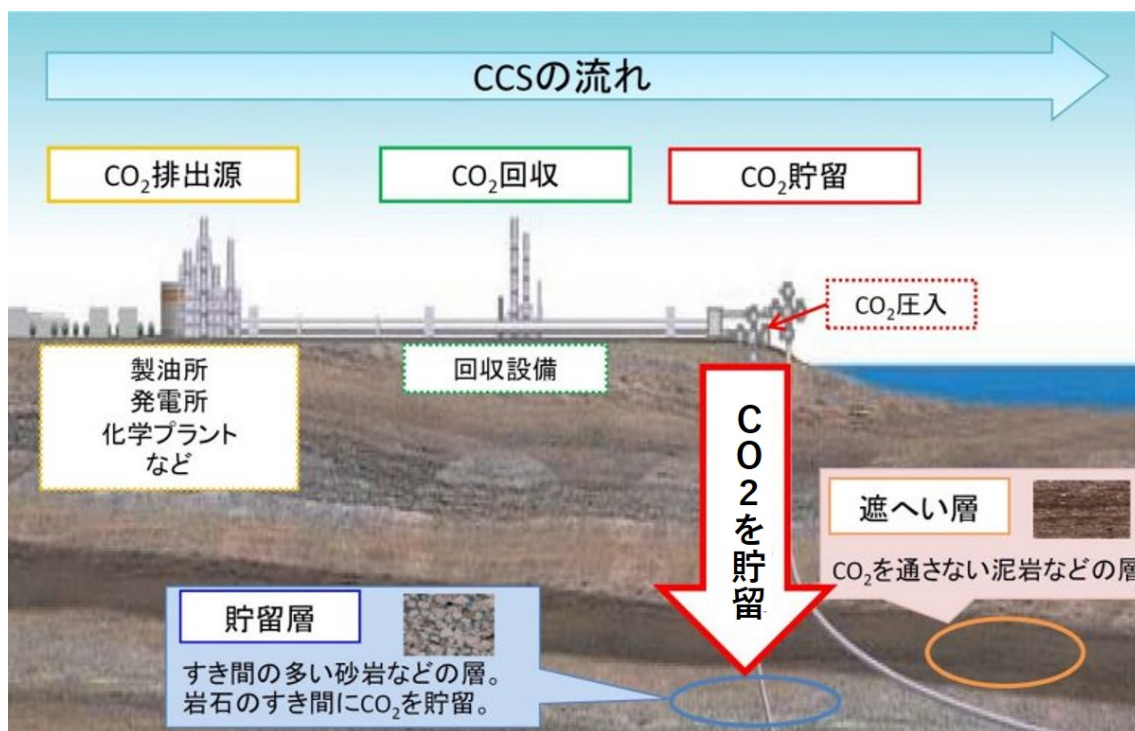 CCSの流れ
CO₂排出源
CO₂回収
CO₂貯留
CO₂圧入
製油所
発電所
化学プラント
など
回収設備
CO2を貯留
遮へい層
CO₂を通さない泥岩などの層
貯留層
すき間の多い砂岩などの層。
岩石のすき間にCO₂を貯留。